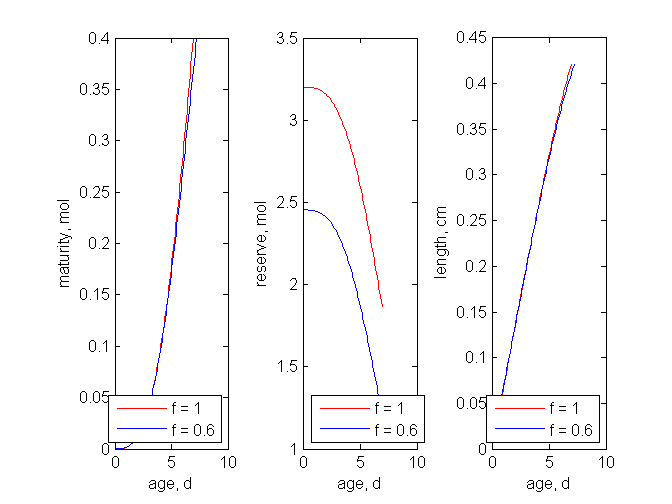 0.4
0.35
0.3
0.25
0.2
0.15
0.1
0.05
0
maturity, mol
f = 1
f = 0.6
0 5 10
age, d
3.5
3
2.5
2
1.5
1
reserve, mol
f = 1
f = 0.6
0 5 10
age, d
0.45
0.4
0.35
0.3
0.25
0.2
0.15
0.1
0.05
0
length, cm
f = 1
f = 0.6
0 5 10
age, d